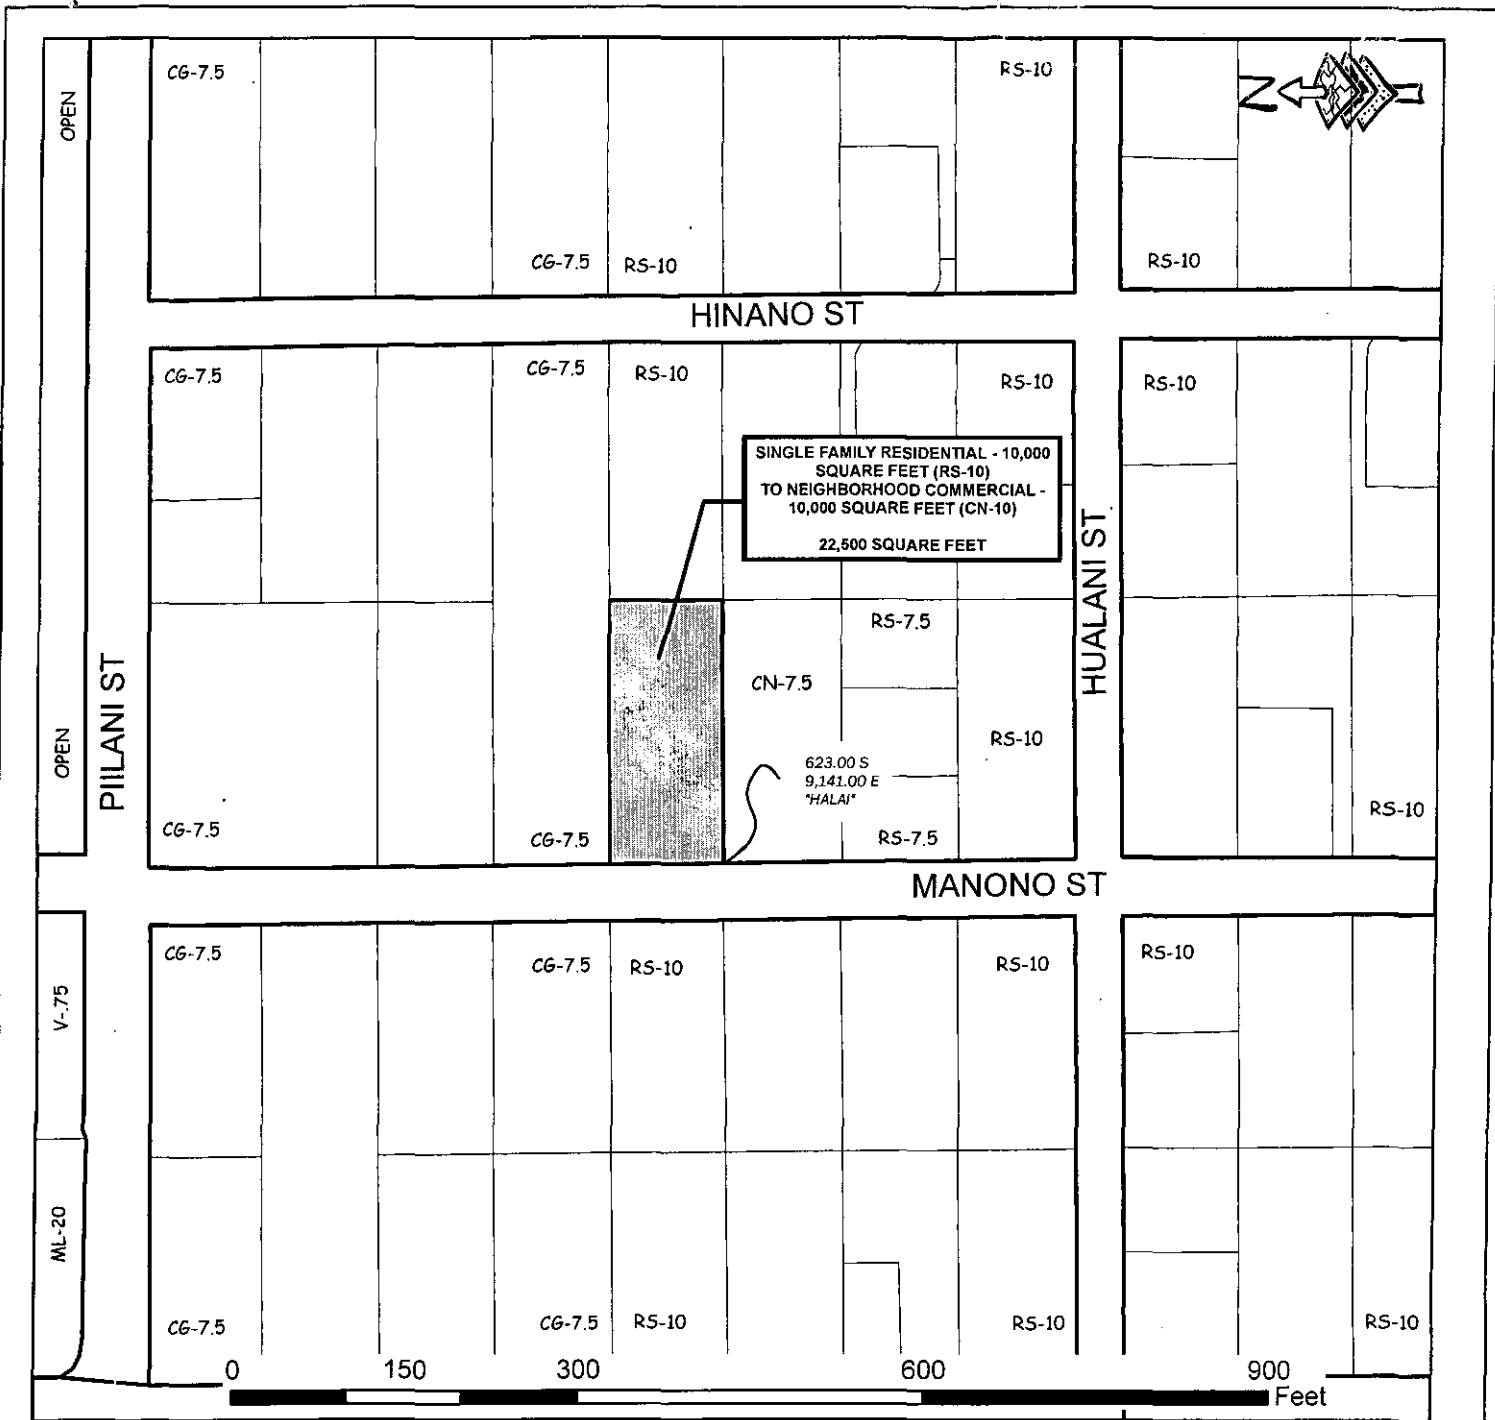 CG-7.5
RS-10
N
OPEN
CG-7.5
RS-10
RS-10
HINANO ST
CG-7.5
CG-7.5
RS-10
RS-10
RS-10
SINGLE FAMILY RESIDENTIAL - 10,000
SQUARE FEET (RS-10)
TO NEIGHBORHOOD COMMERCIAL -
10,000 SQUARE FEET (CN-10)
22,500 SQUARE FEET
HUALANI ST
RS-7.5
CN-7.5
PIILANI ST
OPEN
RS-10
623.00 S
9,141.00 E
"HALAI"
RS-10
CG-7.5
CG-7.5
RS-7.5
MANONO ST
CG-7.5
CG-7.5
RS-10
RS-10
RS-10
V-.75
ML-20
CG-7.5
CG-7.5
RS-10
RS-10
RS-10
0
150
300
600
900
Feet